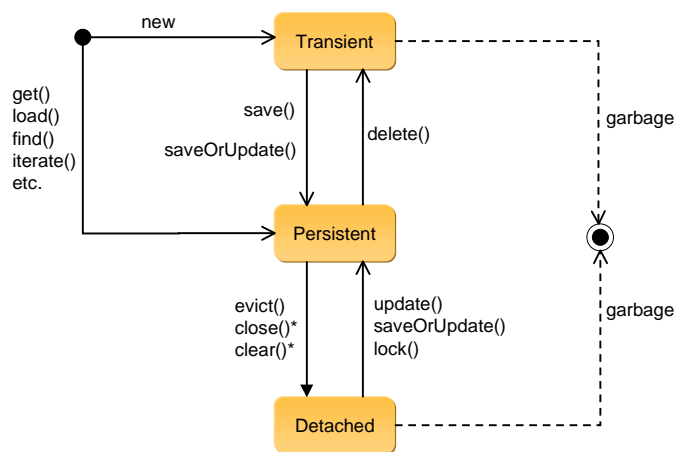 new
Transient
get()
load()
find()
iterate()
etc.
save()
saveOrUpdate()
delete()
garbage
Persistent
evict()
close()*
clear()*
update()
saveOrUpdate()
lock()
garbage
Detached